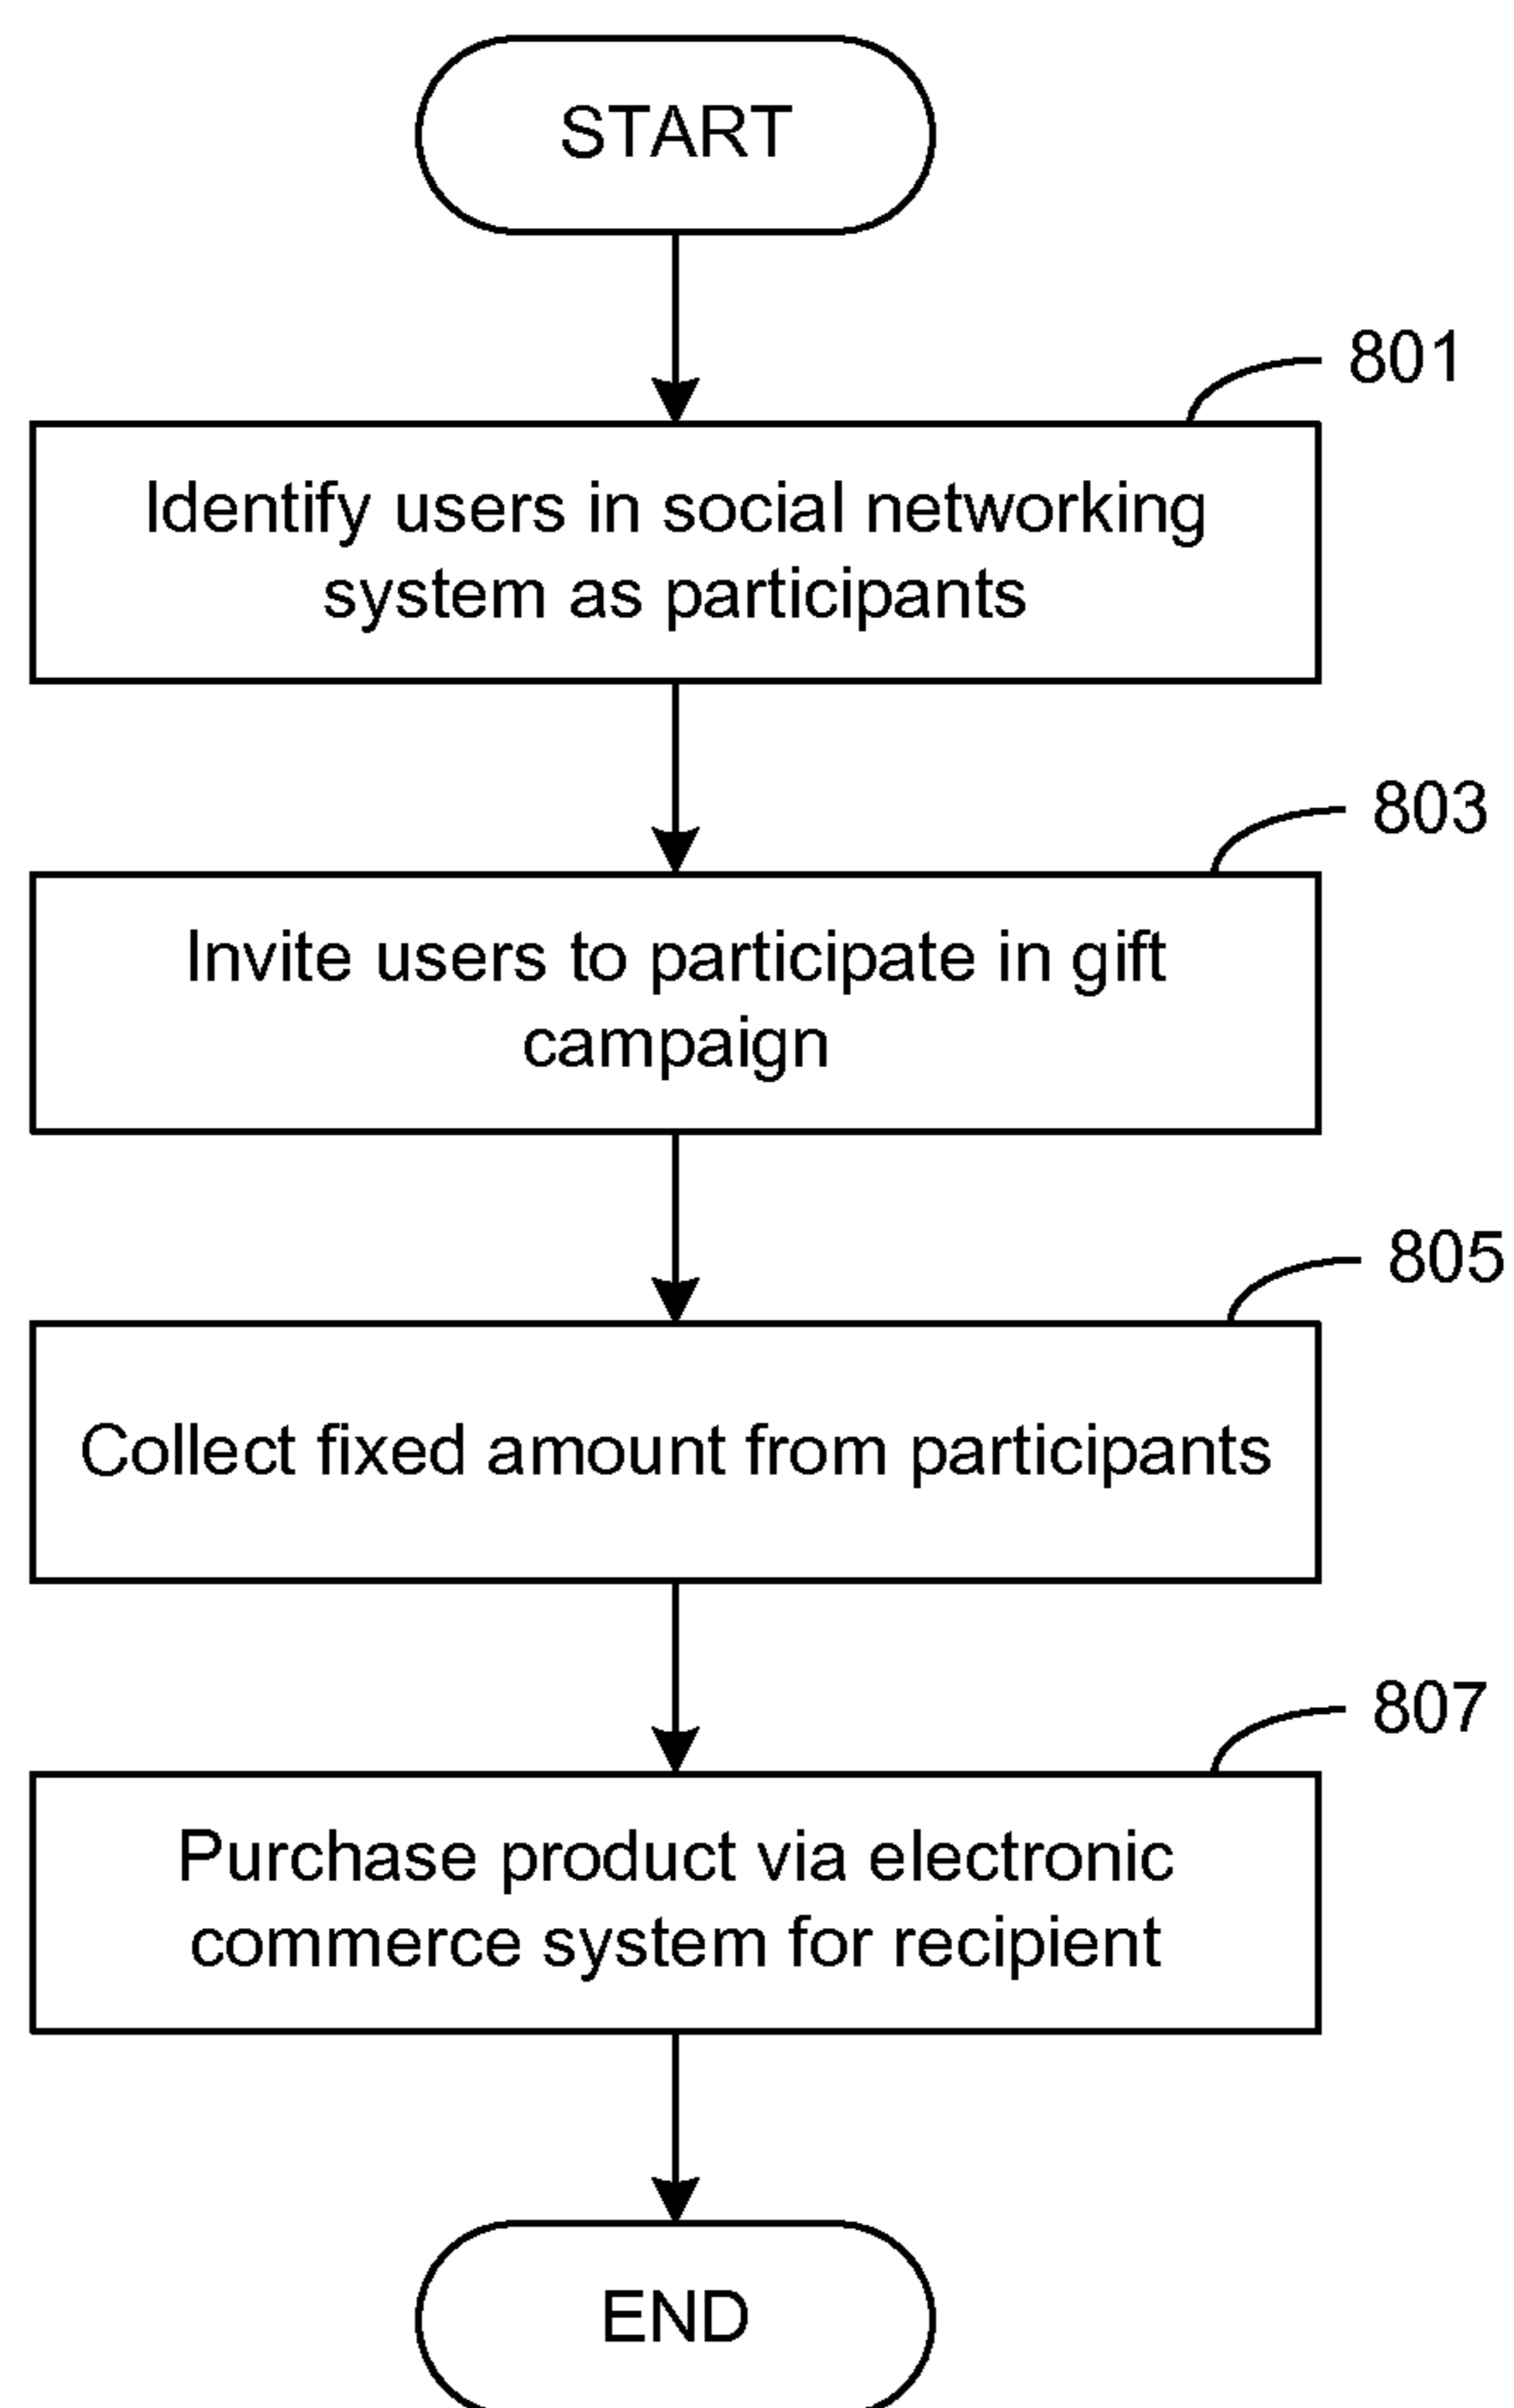 START
801
Identify users in social networking
system as participants
803
Invite users to participate in gift
campaign
805
Collect fixed amount from participants
807
Purchase product via electronic
commerce system for recipient
END